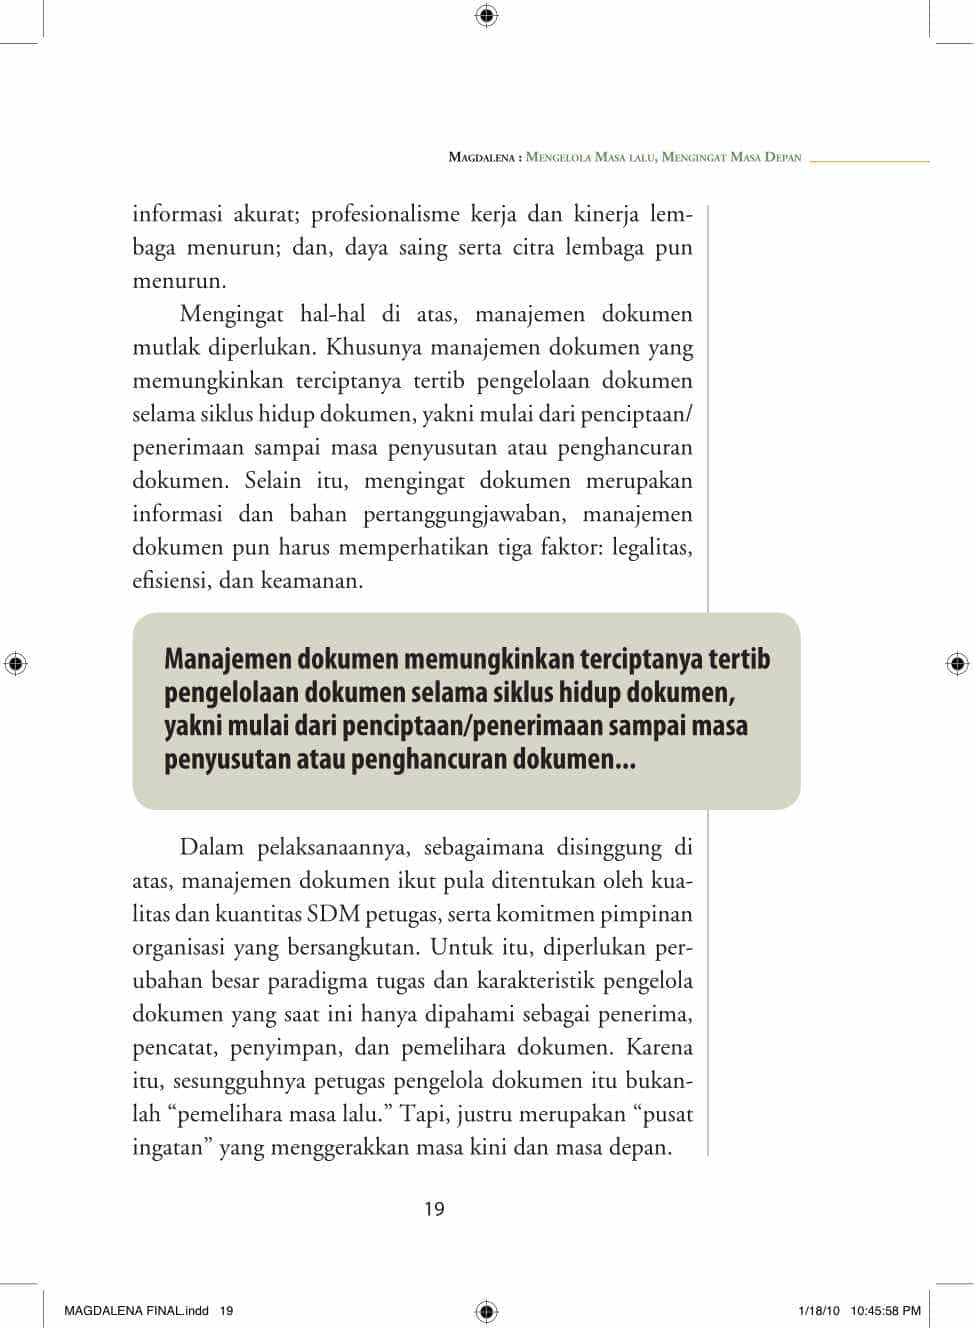 Magdalena : Mengelola Masa lalu, Mengingat Masa Depan
informasi akurat; profesionalisme kerja dan kinerja lem-
baga menurun; dan, daya saing serta citra lembaga pun
menurun.
Mengingat hal-hal di atas, manajemen dokumen
mutlak diperlukan. Khusunya manajemen dokumen yang
memungkinkan terciptanya tertib pengelolaan dokumen
selama siklus hidup dokumen, yakni mulai dari penciptaan/
penerimaan sampai masa penyusutan atau penghancuran
dokumen. Selain itu, mengingat dokumen merupakan
informasi dan bahan pertanggungjawaban, manajemen
dokumen pun harus memperhatikan tiga faktor: legalitas,
efisiensi, dan keamanan.
Manajemen dokumen memungkinkan terciptanya tertib
pengelolaan dokumen selama siklus hidup dokumen,
yakni mulai dari penciptaan/penerimaan sampai masa
penyusutan atau penghancuran dokumen...
Dalam pelaksanaannya, sebagaimana disinggung di
atas, manajemen dokumen ikut pula ditentukan oleh kua-
litas dan kuantitas SDM petugas, serta komitmen pimpinan
organisasi yang bersangkutan. Untuk itu, diperlukan per-
ubahan besar paradigma tugas dan karakteristik pengelola
dokumen yang saat ini hanya dipahami sebagai penerima,
pencatat, penyimpan, dan pemelihara dokumen. Karena
itu, sesungguhnya petugas pengelola dokumen itu bukan-
lah “pemelihara masa lalu.” Tapi, justru merupakan “pusat
ingatan” yang menggerakkan masa kini dan masa depan.
19
MAGDALENA FINAL.indd 19
1/18/10 10:45:58 PM